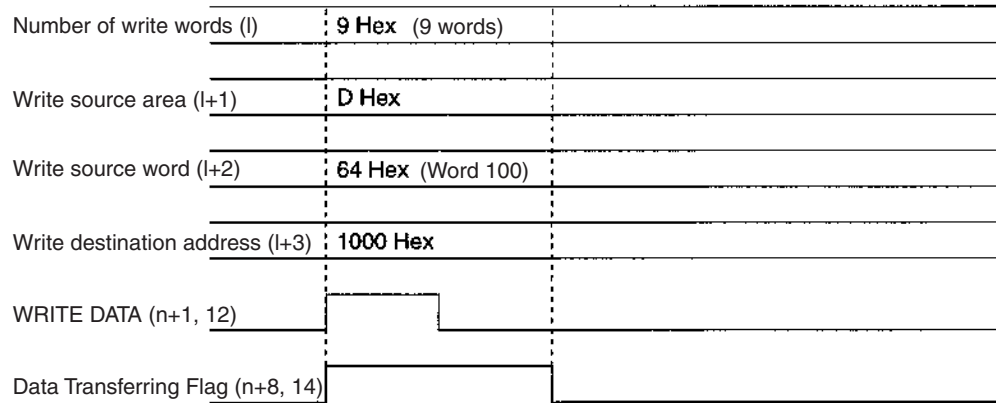 Number of write words (l) 9 Hex (9 words)
Write source area (l+1) D Hex
Write source word (l+2) 64 Hex (Word 100)
Write destination address (l+3) 1000 Hex
WRITE DATA (n+1, 12)
Data Transferring Flag (n+8, 14)